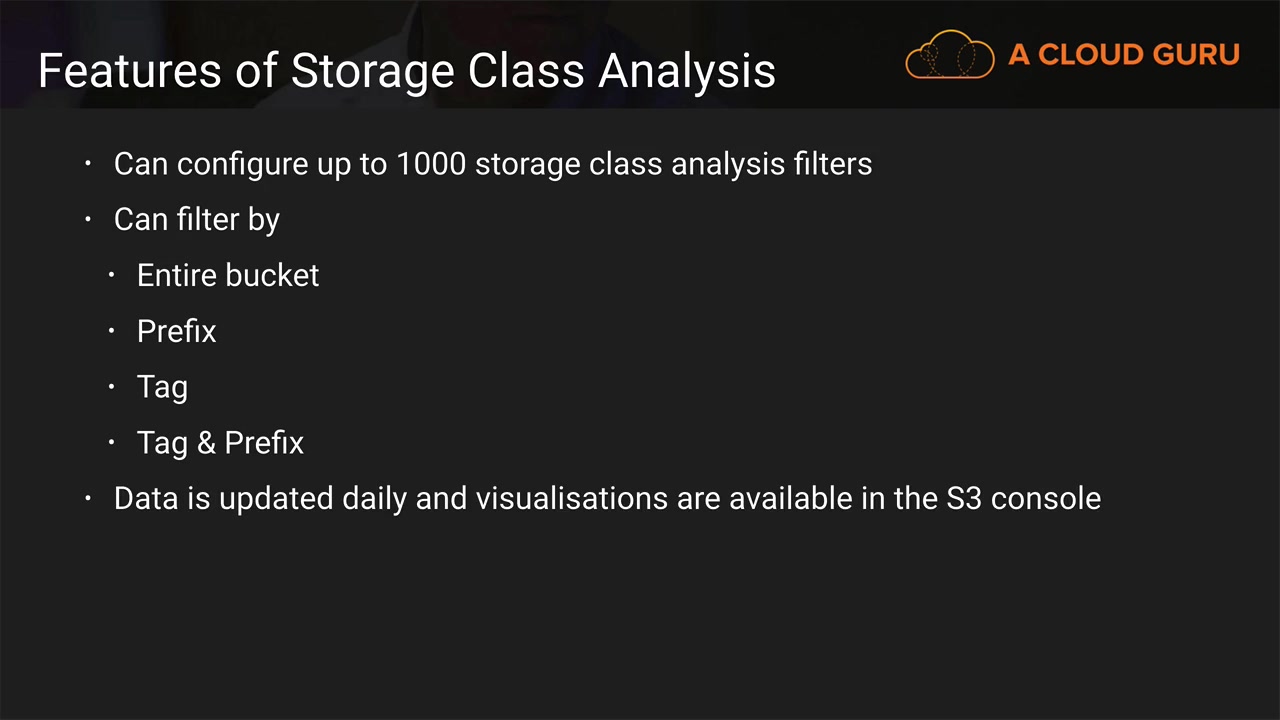 Features of Storage Class Analysis
A CLOUD GURU
· Can configure up to 1000 storage class analysis filters
· Can filter by
· Entire bucket
· Prefix
· Tag
· Tag & Prefix
· Data is updated daily and visualisations are available in the S3 console